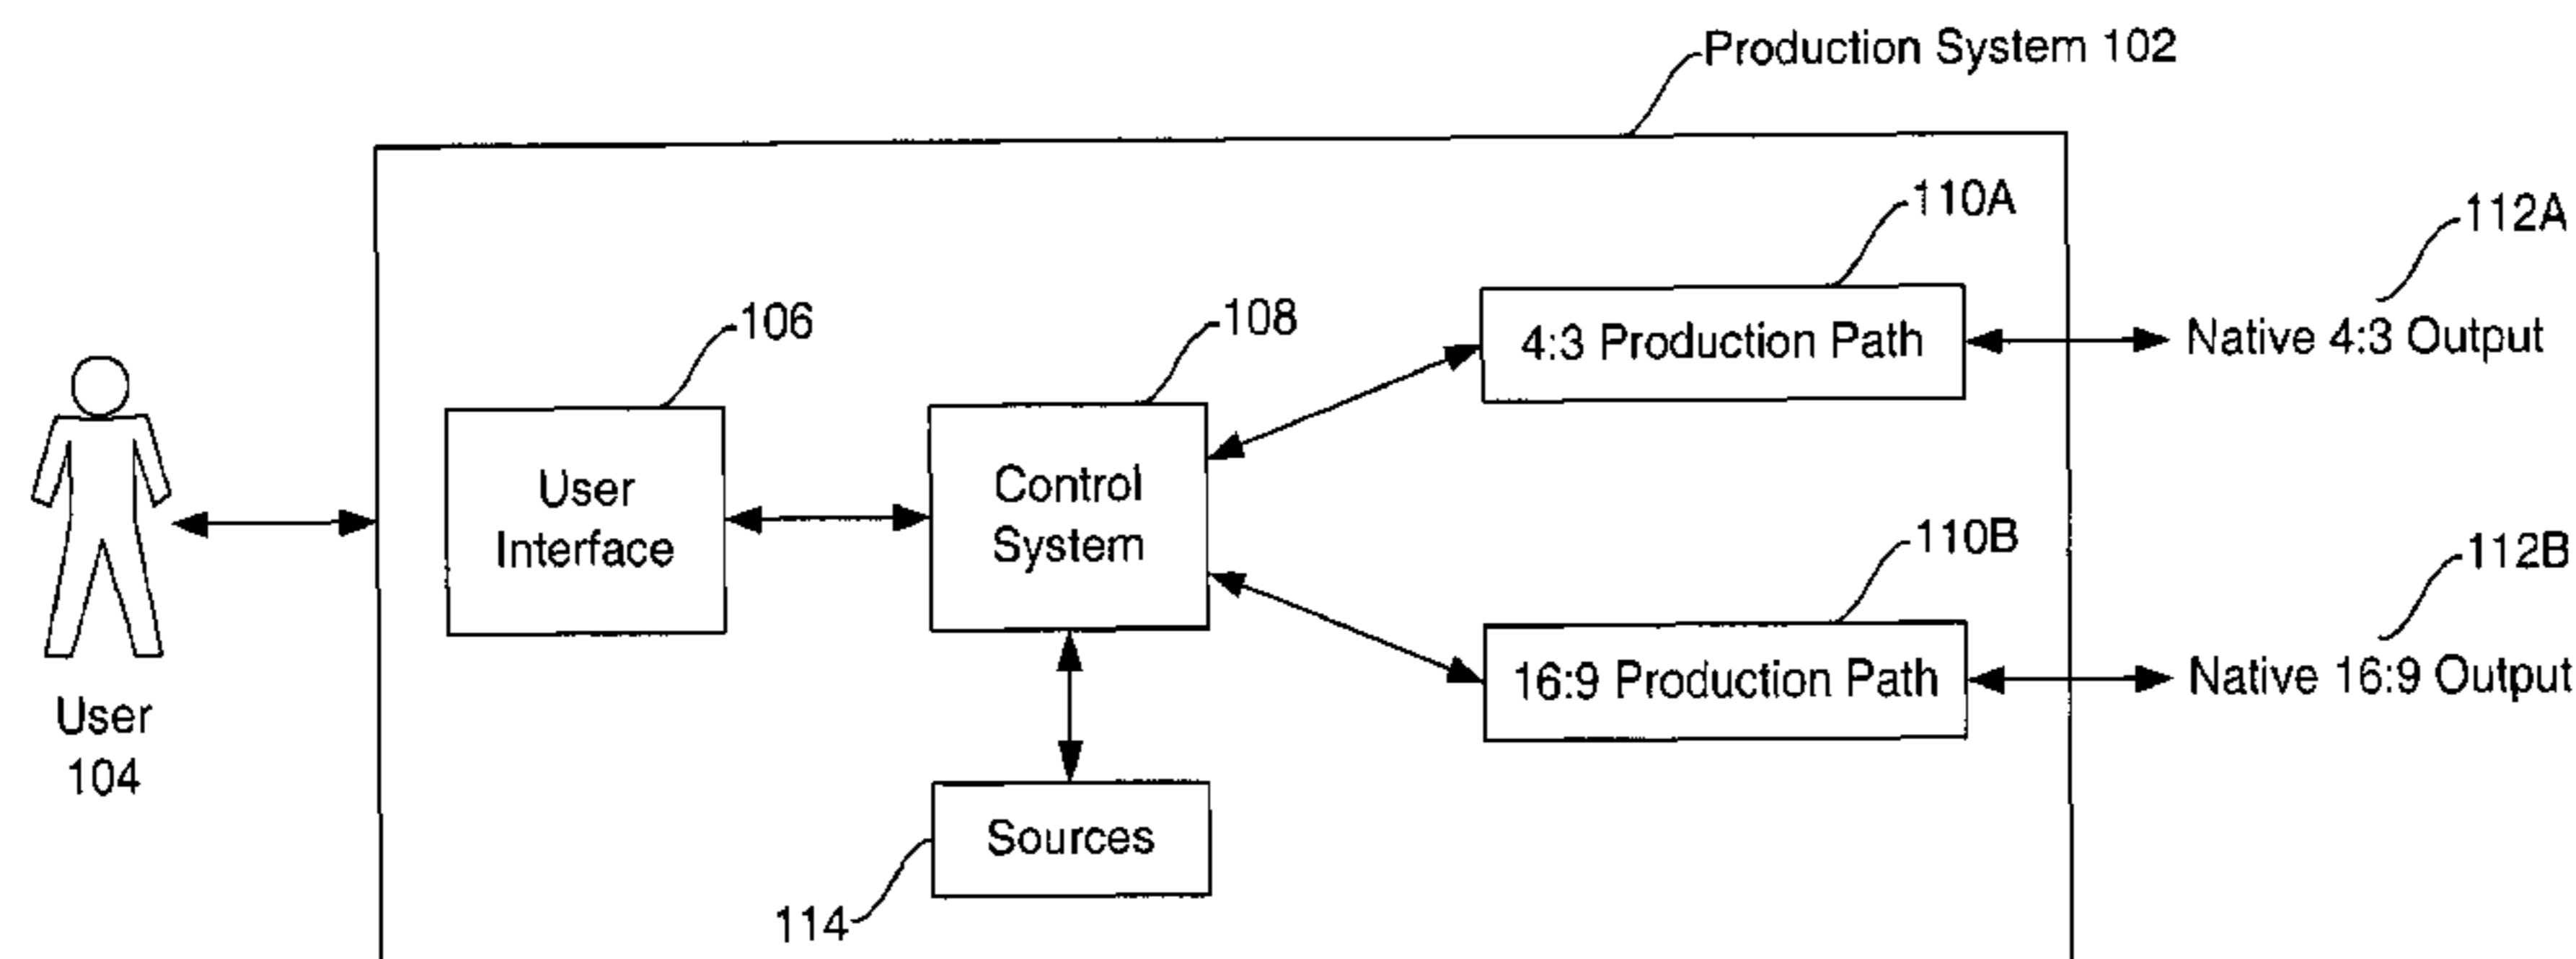 Production System 102
110A
112A
106
108
4:3 Production Path
Native 4:3 Output
User
Interface
Control
System
110B
112B
16:9 Production Path
Native 16:9 Output
User
104
Sources
114